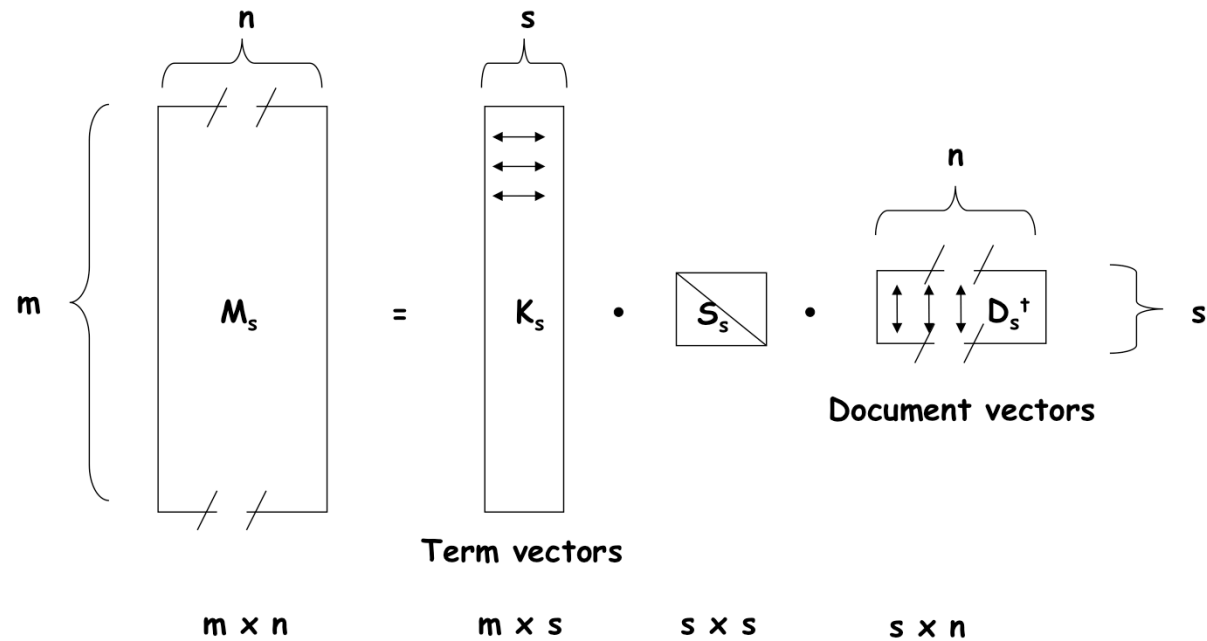 n s
n
m Mₛ = Kₛ • Sₛ • Dₛᵗ s
Document vectors
Term vectors
m x n m x s s x s s x n